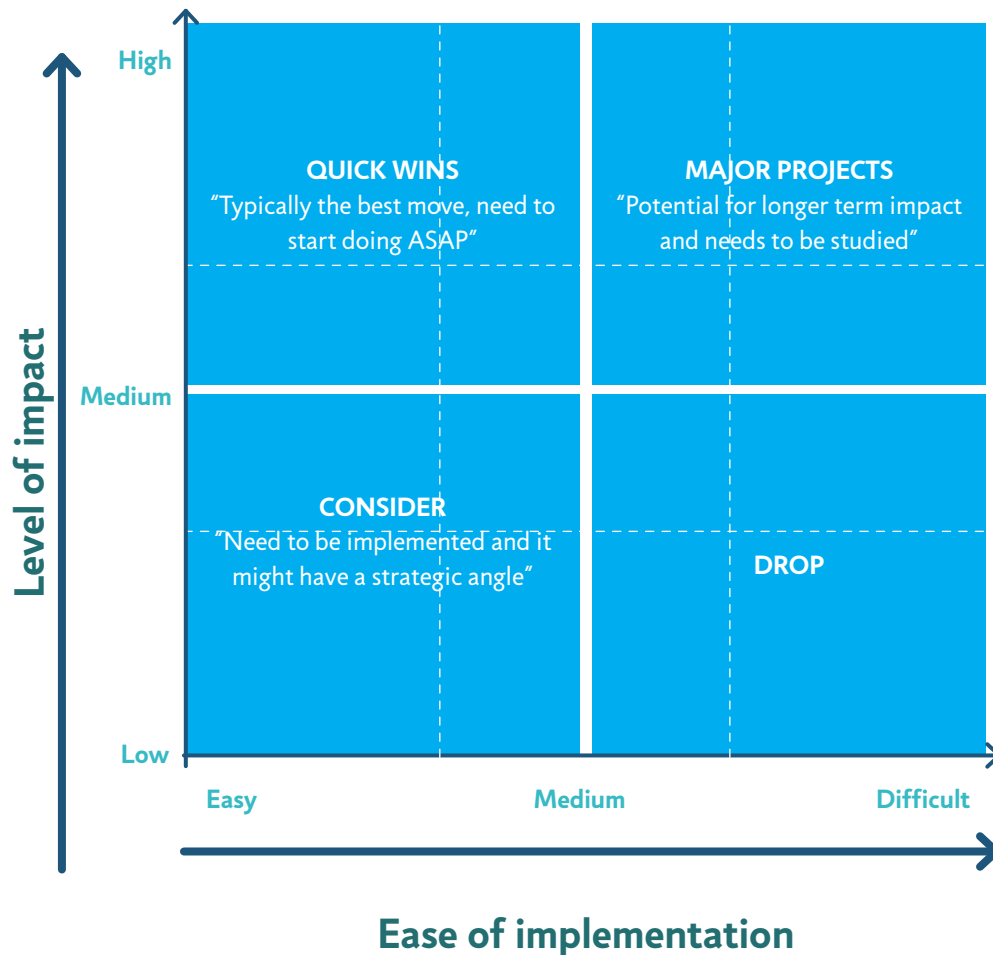 High
QUICK WINS
“Typically the best move, need to
start doing ASAP”
MAJOR PROJECTS
“Potential for longer term impact
and needs to be studied”
Level of impact
Medium
CONSIDER
“Need to be implemented and it
might have a strategic angle”
DROP
Low
Easy
Medium
Difficult
Ease of implementation